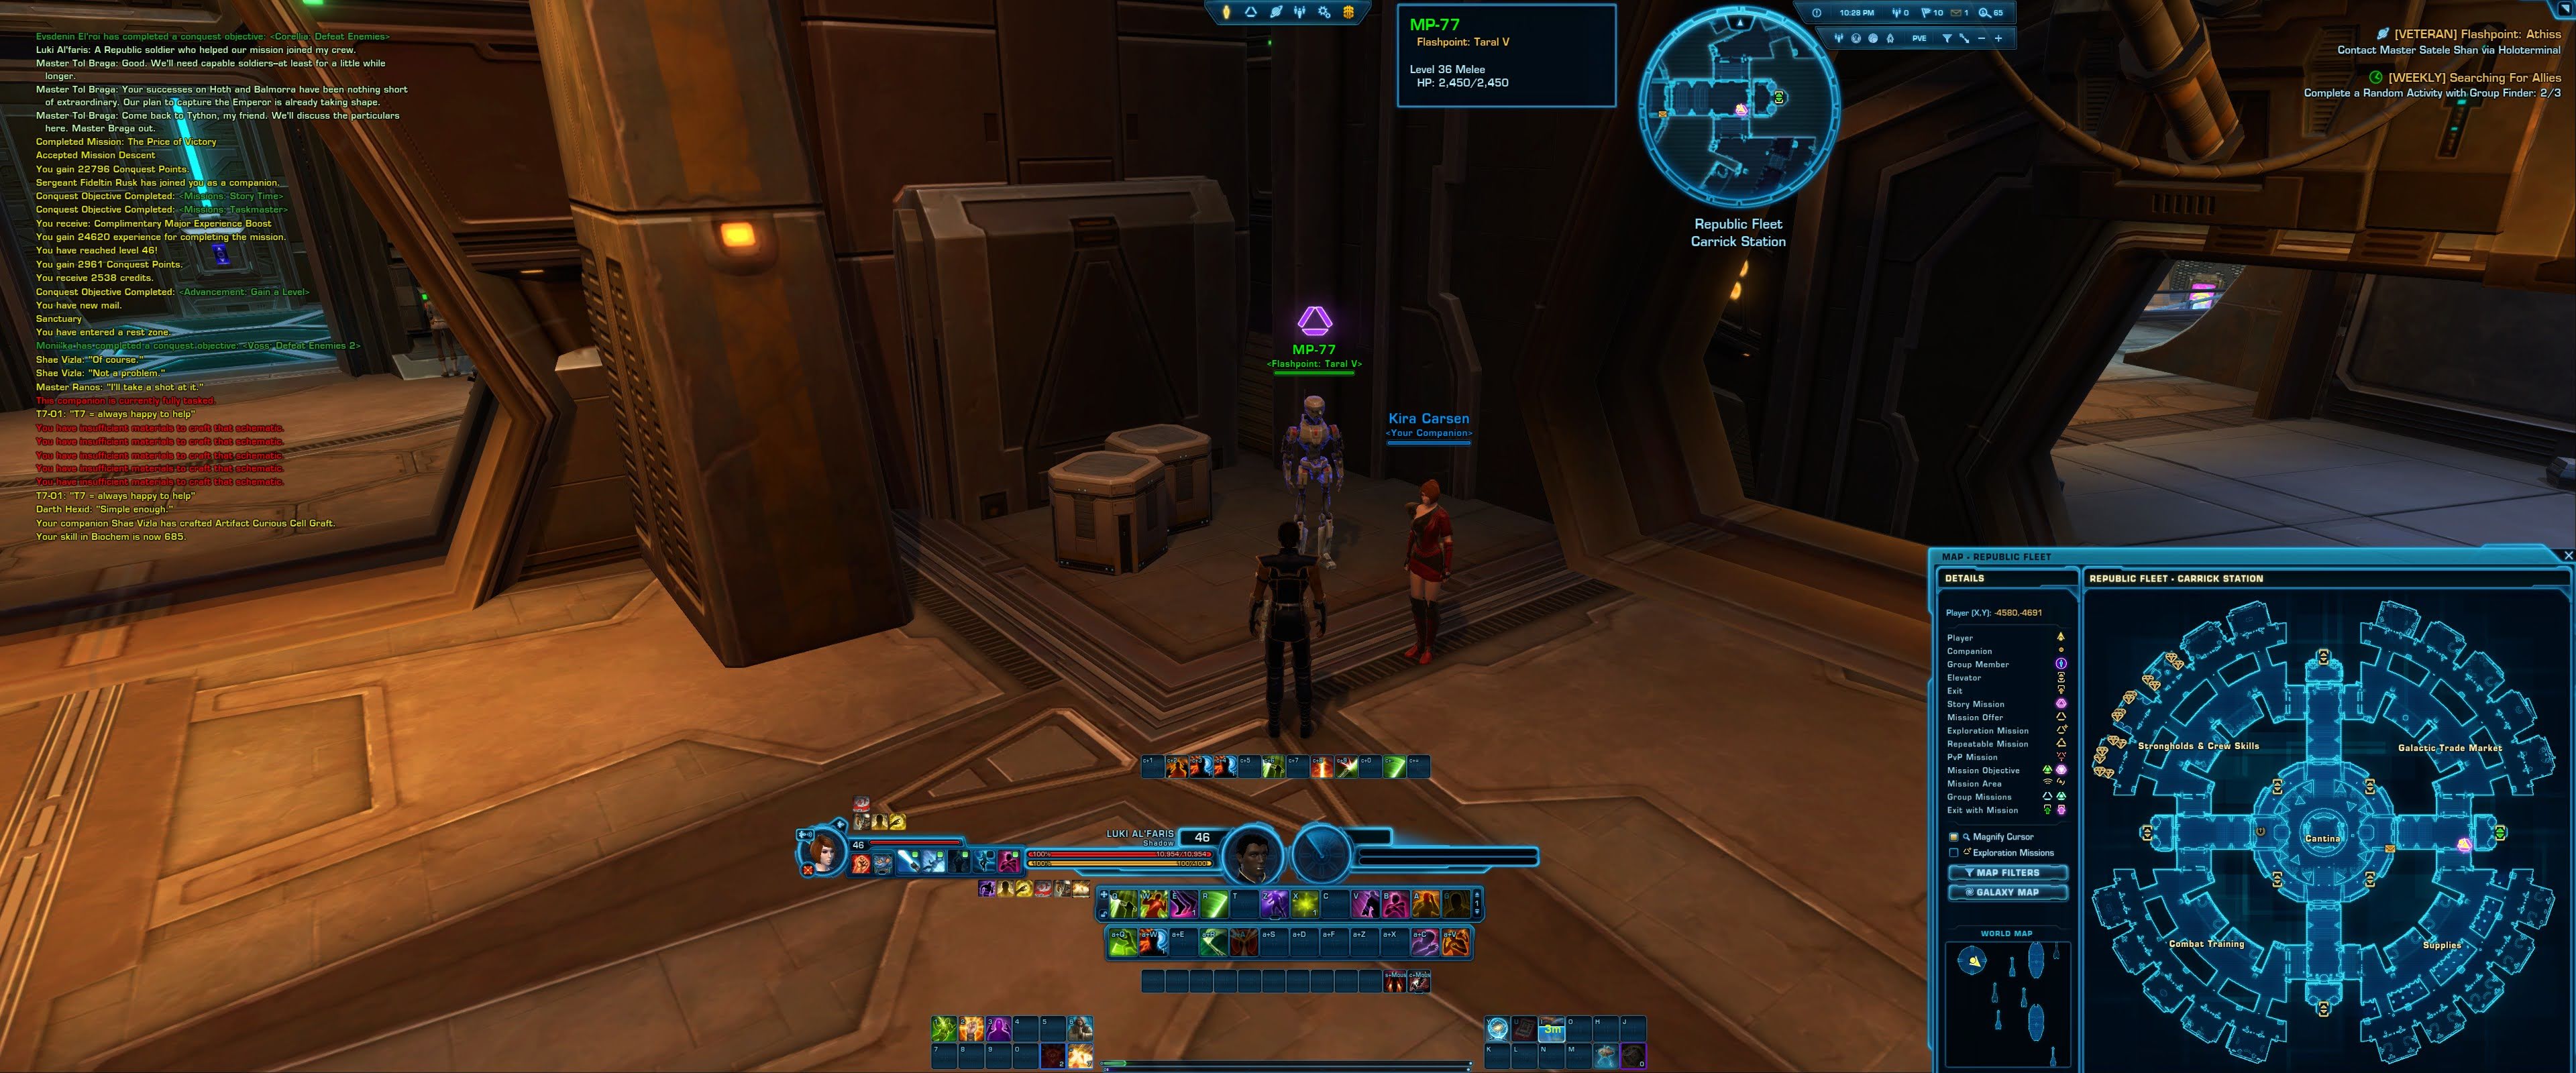 Evsdenin El'roi has completed a conquest objective: <Corellia: Defeat Enemies>
Luki Al'faris: A Republic soldier who helped our mission joined my crew.
Master Tol Braga: Good. We'll need capable soldiers—at least for a little while
longer.
Master Tol Braga: Your successes on Hoth and Balmorra have been nothing short
of extraordinary. Our plan to capture the Emperor is already taking shape.
Master Tol Braga: Come back to Tython, my friend. We'll discuss the particulars
here. Master Braga out.
Completed Mission: The Price of Victory
Accepted Mission Descent
You gain 22796 Conquest Points.
Sergeant Fideltin Rusk has joined you as a companion.
Conquest Objective Completed: <Missions: Story Time>
Conquest Objective Completed: <Missions: Taskmaster>
You receive: Complimentary Major Experience Boost
You gain 24620 experience for completing the mission.
You have reached level 46!
You gain 2961 Conquest Points.
You receive 2538 credits.
Conquest Objective Completed: <Advancement: Gain a Level>
You have new mail.
Sanctuary
You have entered a rest zone.
Moniika has completed a conquest objective: <Voss: Defeat Enemies 2>
Shae Vizla: "Of course."
Shae Vizla: "Not a problem."
Master Ranos: "I'll take a shot at it."
This companion is currently fully tasked.
T7-O1: "T7 = always happy to help"
You have insufficient materials to craft that schematic.
You have insufficient materials to craft that schematic.
You have insufficient materials to craft that schematic.
You have insufficient materials to craft that schematic.
You have insufficient materials to craft that schematic.
T7-O1: "T7 = always happy to help"
Darth Hexid: "Simple enough."
Your companion Shae Vizla has crafted Artifact Curious Cell Graft.
Your skill in Biochem is now 685.
MP-77
Flashpoint: Taral V
Level 36 Melee
HP: 2,450/2,450
10:28 PM
0
10
1
65
PVE
Republic Fleet
Carrick Station
[VETERAN] Flashpoint: Athiss
Contact Master Satele Shan via Holoterminal
[WEEKLY] Searching For Allies
Complete a Random Activity with Group Finder: 2/3
MP-77
<Flashpoint: Taral V>
Kira Carsen
<Your Companion>
46
LUKI AL'FARIS
Shadow
46
100%
10,954/10,954
100%
100/100
3m
MAP • REPUBLIC FLEET
DETAILS
REPUBLIC FLEET • CARRICK STATION
Player (X,Y): -4580,-4691
Player
Companion
Group Member
Elevator
Exit
Story Mission
Mission Offer
Exploration Mission
Repeatable Mission
PvP Mission
Mission Objective
Mission Area
Group Missions
Exit with Mission
Magnify Cursor
Exploration Missions
MAP FILTERS
GALAXY MAP
WORLD MAP
Strongholds & Crew Skills
Galactic Trade Market
Cantina
Combat Training
Supplies